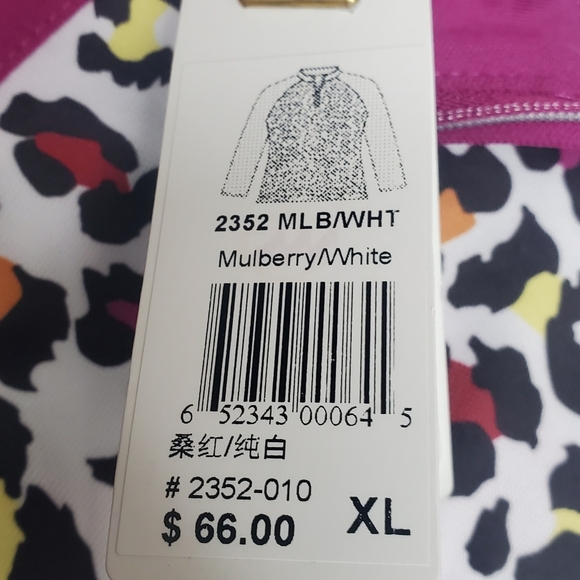 2352 MLB/WHT
Mulberry/White
6 52343 00064 5
桑红/纯白
# 2352-010
$ 66.00 XL